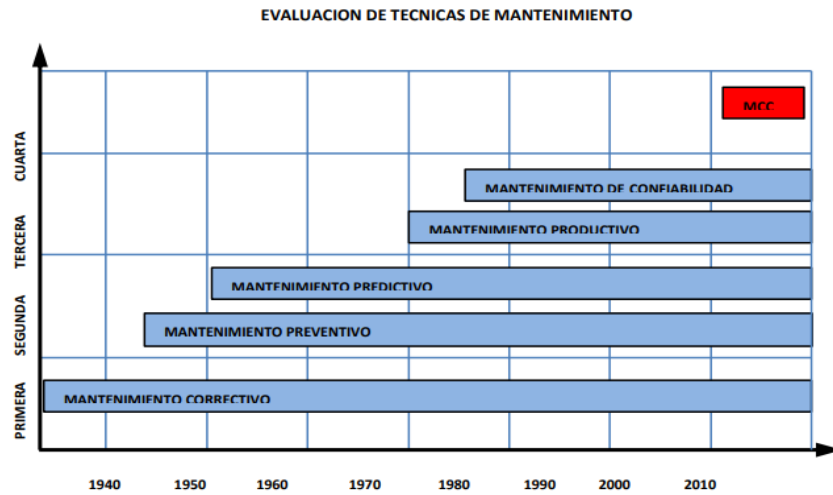 EVALUACION DE TECNICAS DE MANTENIMIENTO
CUARTA
MCC
TERCERA
MANTENIMIENTO DE CONFIABILIDAD
MANTENIMIENTO PRODUCTIVO
SEGUNDA
MANTENIMIENTO PREDICTIVO
MANTENIMIENTO PREVENTIVO
PRIMERA
MANTENIMIENTO CORRECTIVO
1940 1950 1960 1970 1980 1990 2000 2010